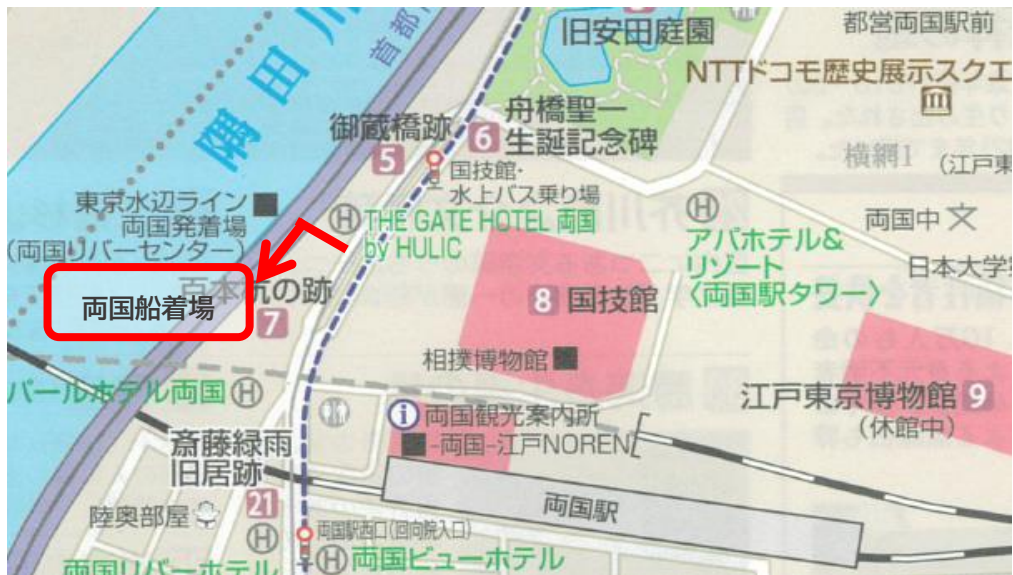 首都
旧安田庭園
都営両国駅前
NTTドコモ歴史展示スクエ
隅田川
御蔵橋跡
5
6
舟橋聖一
生誕記念碑
国技館・
水上バス乗り場
横網1
(江戸東
東京水辺ライン
両国発着場
(両国リバーセンター)
H
THE GATE HOTEL 両国
by HULIC
H
アパホテル&
リゾート
〈両国駅タワー〉
両国中 文
日本大学
両国船着場
百本杭の跡
7
8 国技館
相撲博物館
江戸東京博物館 9
(休館中)
パールホテル両国 H
i 両国観光案内所
-両国-江戸NOREN
斎藤緑雨
旧居跡
21
陸奥部屋
H
両国駅
両国駅西口(回向院入口)
両国リバーホテル
H 両国ビューホテル